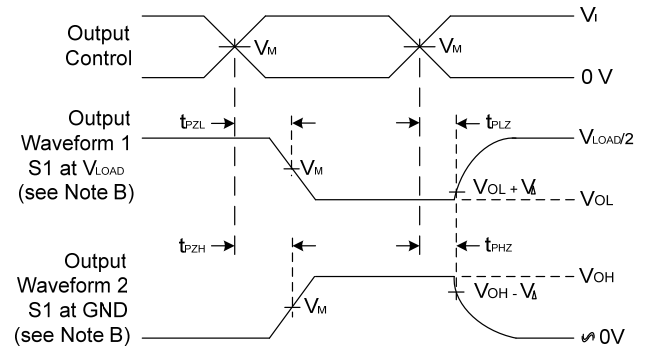 Output
Control
VM
VM
VI
0 V
Output
Waveform 1
S1 at VLOAD
(see Note B)
tPZL
tPLZ
VLOAD/2
VM
VOL + VΔ
VOL
Output
Waveform 2
S1 at GND
(see Note B)
tPZH
tPHZ
VOH
VM
VOH - VΔ
≈ 0V